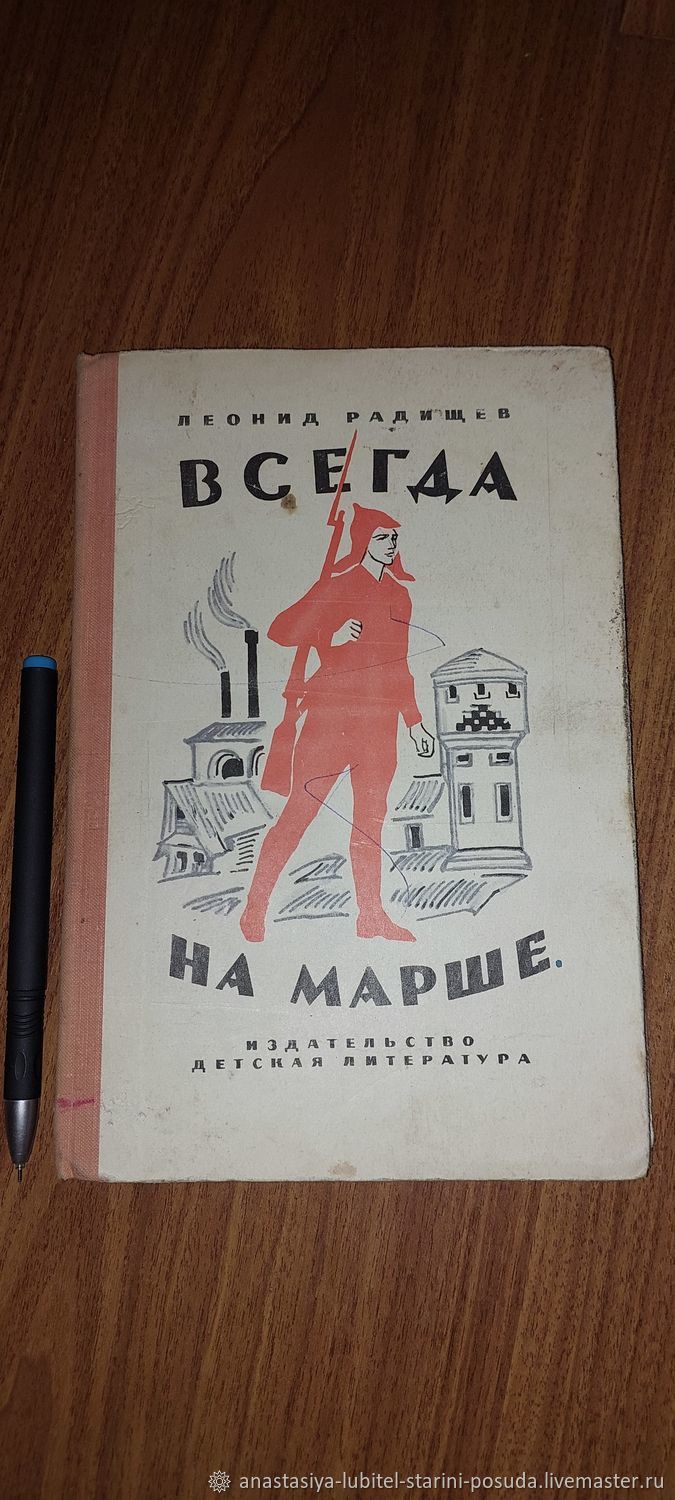 ЛЕОНИД РАДИЩЕВ
ВСЕГДА
НА МАРШЕ.
ИЗДАТЕЛЬСТВО
ДЕТСКАЯ ЛИТЕРАТУРА
anastasiya-lubitel-starini-posuda.livemaster.ru